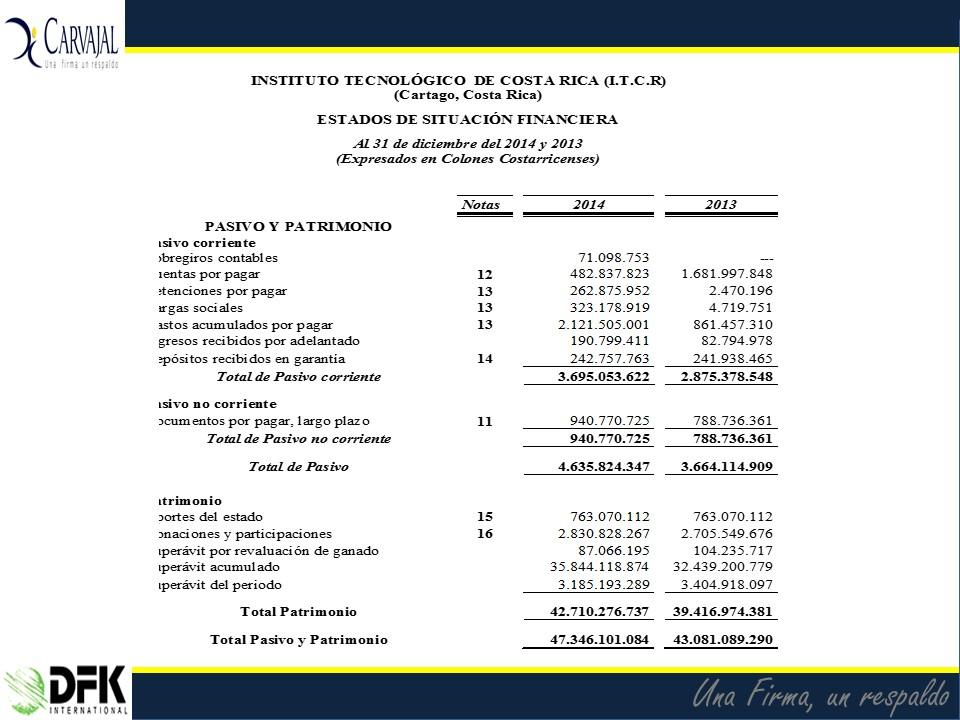 CARVAJAL
Una firma un respaldo
INSTITUTO TECNOLÓGICO DE COSTA RICA (I.T.C.R)
(Cartago, Costa Rica)
ESTADOS DE SITUACIÓN FINANCIERA
Al 31 de diciembre del 2014 y 2013
(Expresados en Colones Costarricenses)
Notas 2014 2013
PASIVO Y PATRIMONIO
asivo corriente
obregiros contables 71.098.753 ---
uentas por pagar 12 482.837.823 1.681.997.848
etenciones por pagar 13 262.875.952 2.470.196
argas sociales 13 323.178.919 4.719.751
astos acumulados por pagar 13 2.121.505.001 861.457.310
gresos recibidos por adelantado 190.799.411 82.794.978
epósitos recibidos en garantía 14 242.757.763 241.938.465
Total de Pasivo corriente 3.695.053.622 2.875.378.548
asivo no corriente
ocumentos por pagar, largo plazo 11 940.770.725 788.736.361
Total de Pasivo no corriente 940.770.725 788.736.361
Total de Pasivo 4.635.824.347 3.664.114.909
atrimonio
portes del estado 15 763.070.112 763.070.112
onaciones y participaciones 16 2.830.828.267 2.705.549.676
uperávit por revaluación de ganado 87.066.195 104.235.717
uperávit acumulado 35.844.118.874 32.439.200.779
uperávit del periodo 3.185.193.289 3.404.918.097
Total Patrimonio 42.710.276.737 39.416.974.381
Total Pasivo y Patrimonio 47.346.101.084 43.081.089.290
DFK
INTERNATIONAL
Una Firma, un respaldo